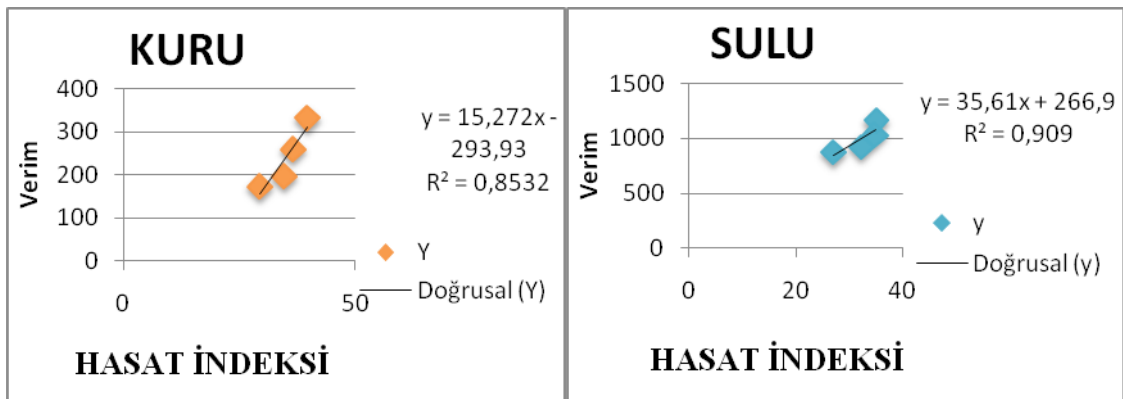 KURU
400
300
200
100
0
Verim
0
50
y = 15,272x -
293,93
R² = 0,8532
Y
Doğrusal (Y)
HASAT İNDEKSİ
SULU
1500
1000
500
0
Verim
0
20
40
y = 35,61x + 266,9
R² = 0,909
y
Doğrusal (y)
HASAT İNDEKSİ